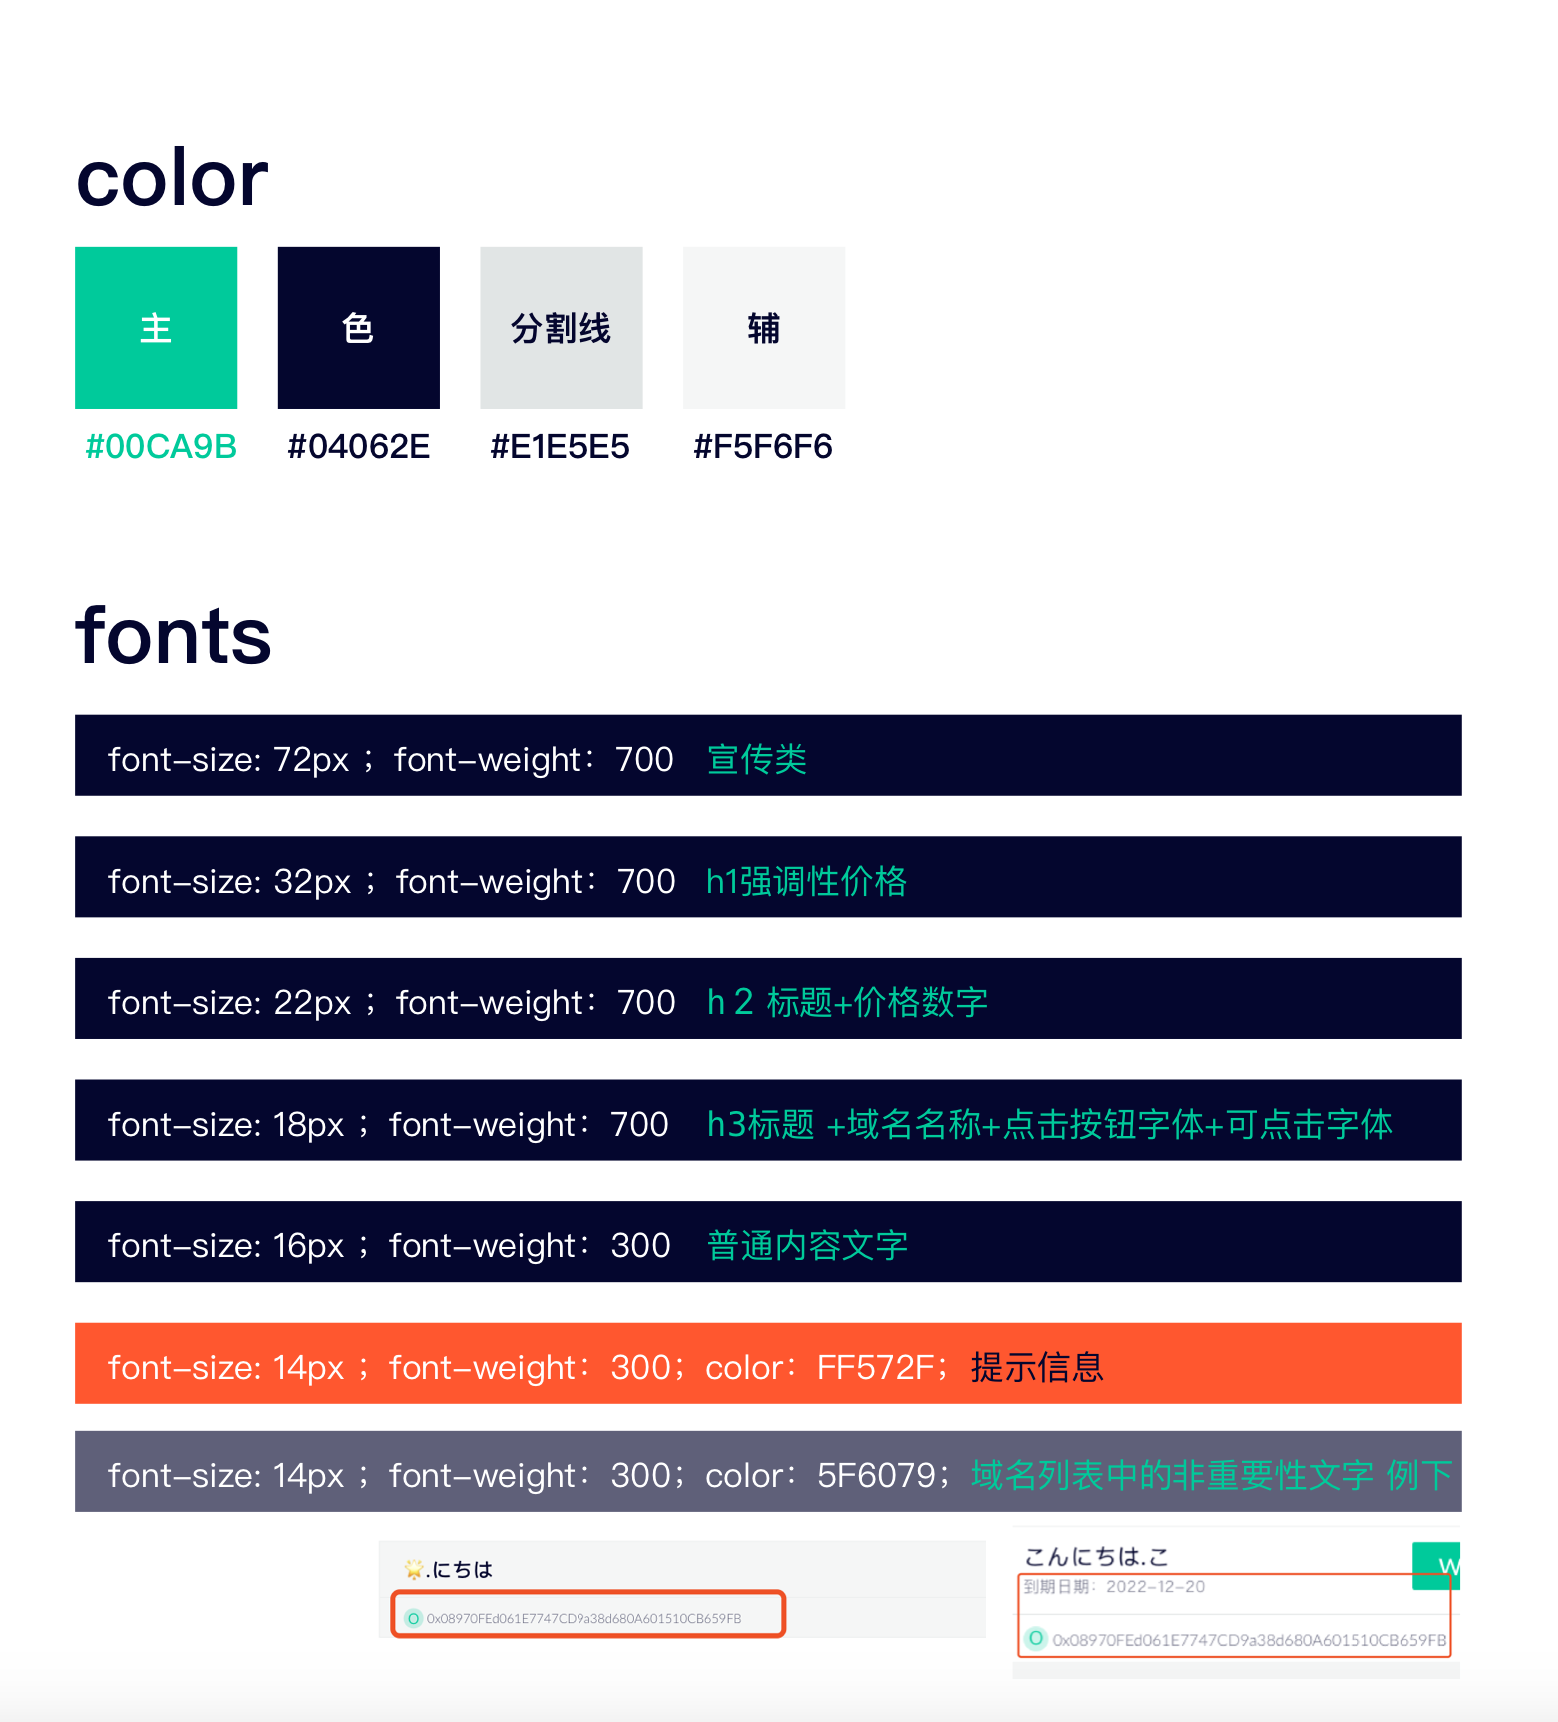 color
主
色
分割线
辅
#00CA9B
#04062E
#E1E5E5
#F5F6F6
fonts
font-size: 72px ；font-weight：700 宣传类
font-size: 32px ；font-weight：700 h1强调性价格
font-size: 22px ；font-weight：700 h 2 标题+价格数字
font-size: 18px ；font-weight：700 h3标题 +域名名称+点击按钮字体+可点击字体
font-size: 16px ；font-weight：300 普通内容文字
font-size: 14px ；font-weight：300；color：FF572F；提示信息
font-size: 14px ；font-weight：300；color：5F6079；域名列表中的非重要性文字 例下
🌟.にちは
0x08970FEd061E7747CD9a38d680A601510CB659FB
こんにちは.こ
W
到期日期：2022-12-20
0x08970FEd061E7747CD9a38d680A601510CB659FB